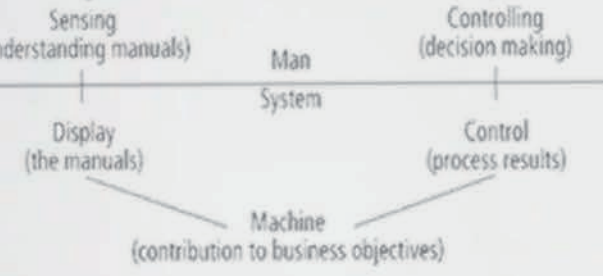 Sensing
nderstanding manuals)
Controlling
(decision making)
Man
System
Display
(the manuals)
Control
(process results)
Machine
(contribution to business objectives)